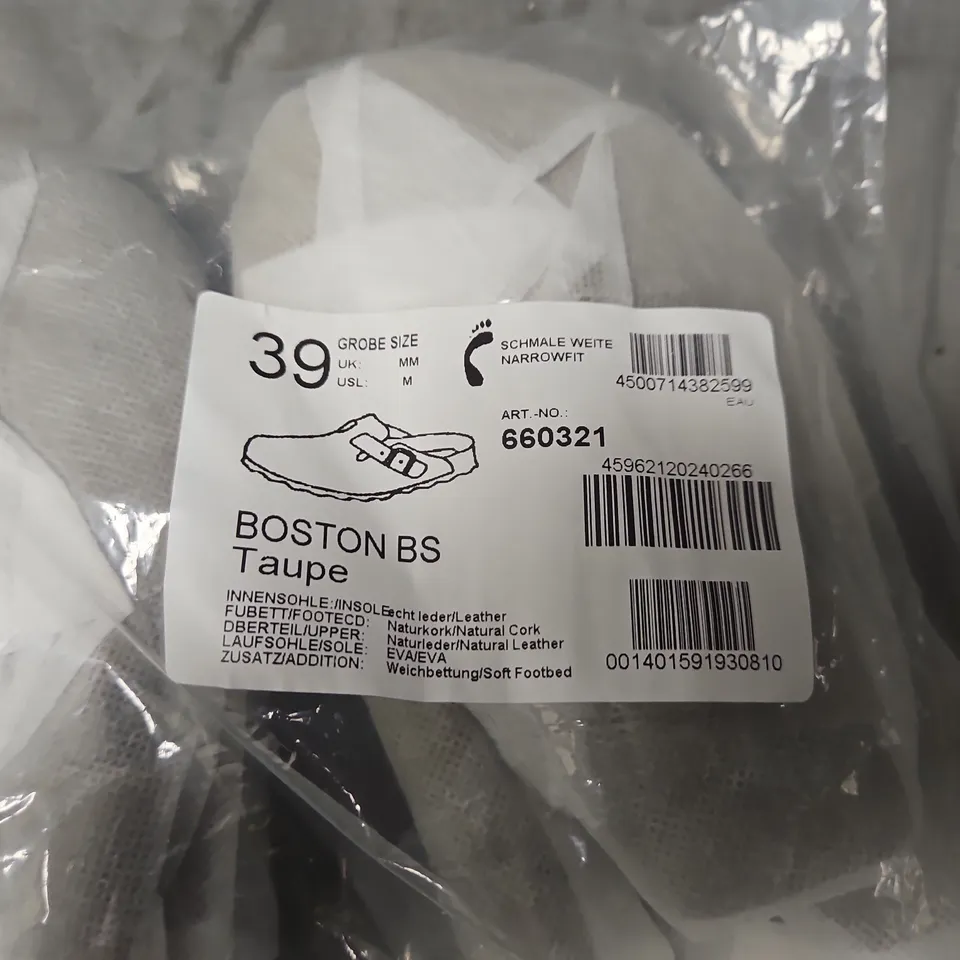 39
GROBE SIZE
UK: MM
USL: M
SCHMALE WEITE
NARROWFIT
4500714382599
EAU
ART.-NO.:
660321
45962120240266
BOSTON BS
Taupe
INNENSOHLE:/INSOLE echt leder/Leather
FUBETT/FOOTECD: Naturkork/Natural Cork
DBERTEIL/UPPER: Naturleder/Natural Leather
LAUFSOHLE/SOLE: EVA/EVA
ZUSATZ/ADDITION: Weichbettung/Soft Footbed
001401591930810